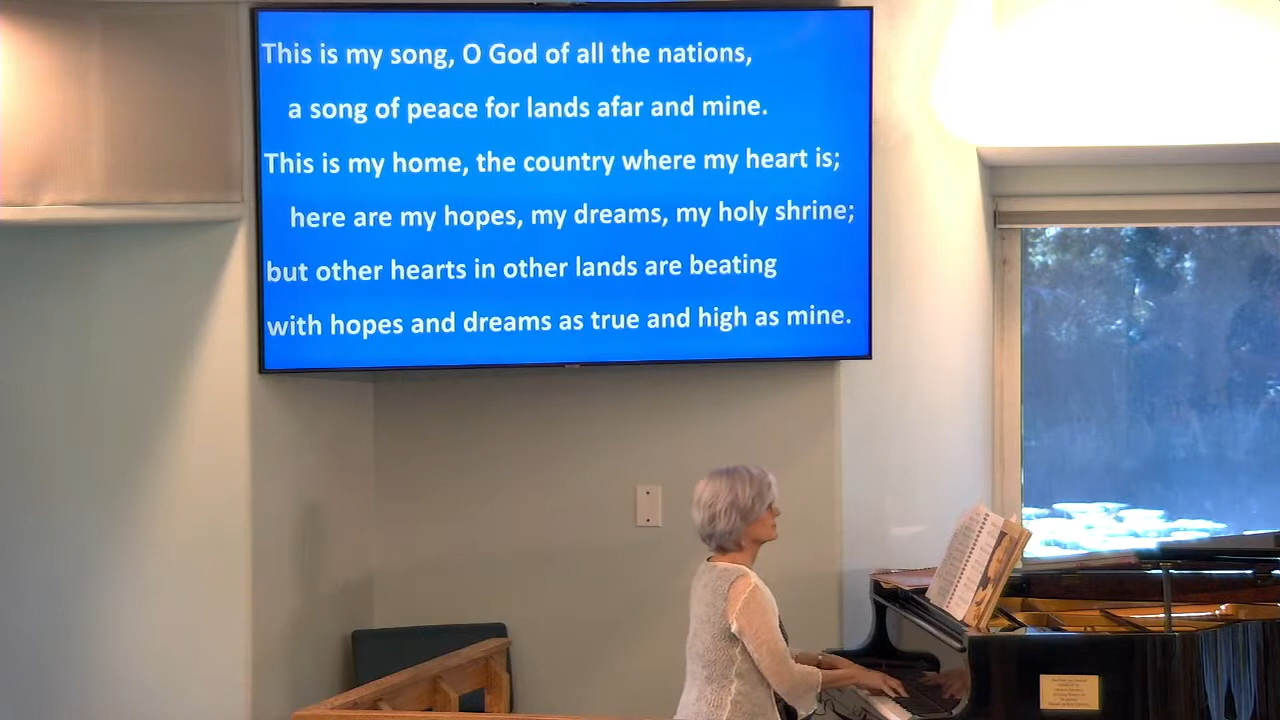 This is my song, O God of all the nations,
a song of peace for lands afar and mine.
This is my home, the country where my heart is;
here are my hopes, my dreams, my holy shrine;
but other hearts in other lands are beating
with hopes and dreams as true and high as mine.